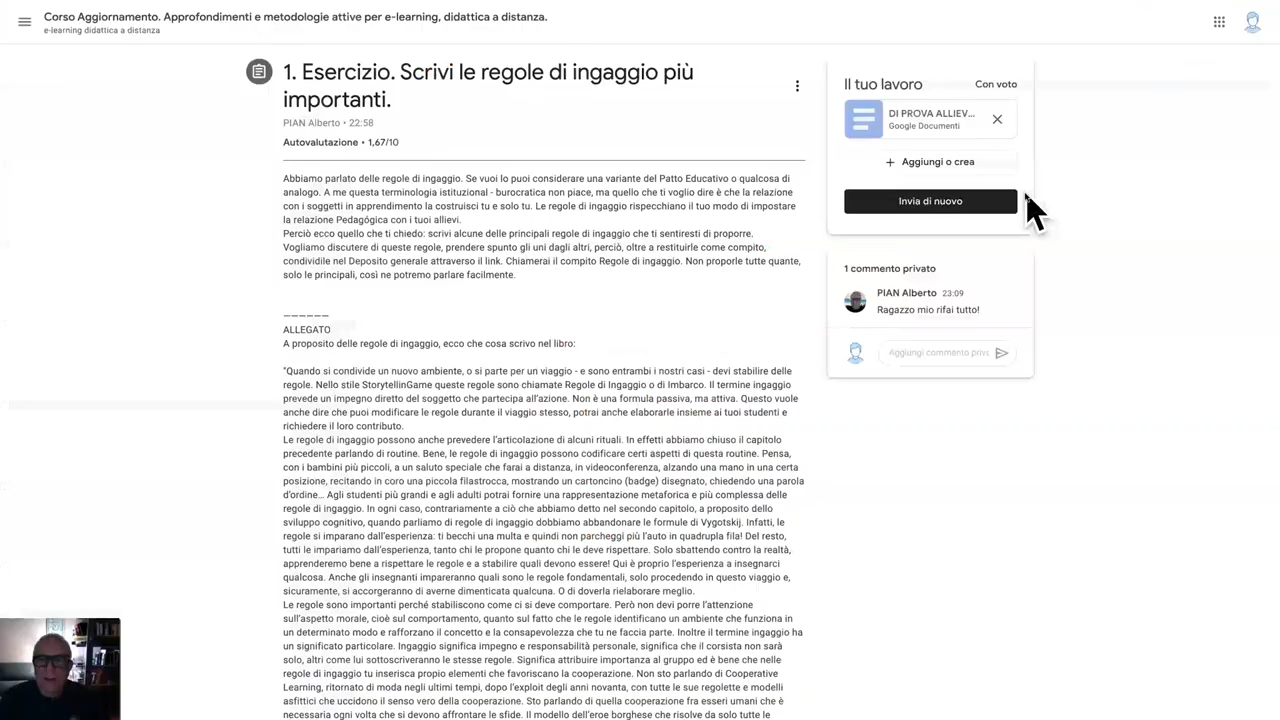 Corso Aggiornamento. Approfondimenti e metodologie attive per e-learning, didattica a distanza.
e-learning didattica a distanza
1. Esercizio. Scrivi le regole di ingaggio più
importanti.
PIAN Alberto • 22:58
Autovalutazione • 1,67/10
Abbiamo parlato delle regole di ingaggio. Se vuoi lo puoi considerare una variante del Patto Educativo o qualcosa di
analogo. A me questa terminologia istituzional - burocratica non piace, ma quello che ti voglio dire è che la relazione
con i soggetti in apprendimento la costruisci tu e solo tu. Le regole di ingaggio rispecchiano il tuo modo di impostare
la relazione Pedagógica con i tuoi allievi.
Perciò ecco quello che ti chiedo: scrivi alcune delle principali regole di ingaggio che ti sentiresti di proporre.
Vogliamo discutere di queste regole, prendere spunto gli uni dagli altri, perciò, oltre a restituirle come compito,
condividile nel Deposito generale attraverso il link. Chiamerai il compito Regole di ingaggio. Non proporle tutte quante,
solo le principali, così ne potremo parlare facilmente.
——————
ALLEGATO
A proposito delle regole di ingaggio, ecco che cosa scrivo nel libro:
"Quando si condivide un nuovo ambiente, o si parte per un viaggio - e sono entrambi i nostri casi - devi stabilire delle
regole. Nello stile StorytellinGame queste regole sono chiamate Regole di Ingaggio o di Imbarco. Il termine ingaggio
prevede un impegno diretto del soggetto che partecipa all'azione. Non è una formula passiva, ma attiva. Questo vuole
anche dire che puoi modificare le regole durante il viaggio stesso, potrai anche elaborarle insieme ai tuoi studenti e
richiedere il loro contributo.
Le regole di ingaggio possono anche prevedere l'articolazione di alcuni rituali. In effetti abbiamo chiuso il capitolo
precedente parlando di routine. Bene, le regole di ingaggio possono codificare certi aspetti di questa routine. Pensa,
con i bambini più piccoli, a un saluto speciale che farai a distanza, in videoconferenza, alzando una mano in una certa
posizione, recitando in coro una piccola filastrocca, mostrando un cartoncino (badge) disegnato, chiedendo una parola
d'ordine… Agli studenti più grandi e agli adulti potrai fornire una rappresentazione metaforica e più complessa delle
regole di ingaggio. In ogni caso, contrariamente a ciò che abbiamo detto nel secondo capitolo, a proposito dello
sviluppo cognitivo, quando parliamo di regole di ingaggio dobbiamo abbandonare le formule di Vygotskij. Infatti, le
regole si imparano dall'esperienza: ti becchi una multa e quindi non parcheggi più l'auto in quadrupla fila! Del resto,
tutti le impariamo dall'esperienza, tanto chi le propone quanto chi le deve rispettare. Solo sbattendo contro la realtà,
apprenderemo bene a rispettare le regole e a stabilire quali devono essere! Qui è proprio l'esperienza a insegnarci
qualcosa. Anche gli insegnanti impareranno quali sono le regole fondamentali, solo procedendo in questo viaggio e,
sicuramente, si accorgeranno di averne dimenticata qualcuna. O di doverla rielaborare meglio.
Le regole sono importanti perché stabiliscono come ci si deve comportare. Però non devi porre l'attenzione
sull'aspetto morale, cioè sul comportamento, quanto sul fatto che le regole identificano un ambiente che funziona in
un determinato modo e rafforzano il concetto e la consapevolezza che tu ne faccia parte. Inoltre il termine ingaggio ha
un significato particolare. Ingaggio significa impegno e responsabilità personale, significa che il corsista non sarà
solo, altri come lui sottoscriveranno le stesse regole. Significa attribuire importanza al gruppo ed è bene che nelle
regole di ingaggio tu inserisca propio elementi che favoriscano la cooperazione. Non sto parlando di Cooperative
Learning, ritornato di moda negli ultimi tempi, dopo l'exploit degli anni novanta, con tutte le sue regolette e modelli
asfittici che uccidono il senso vero della cooperazione. Sto parlando di quella cooperazione fra esseri umani che è
necessaria ogni volta che si devono affrontare le sfide. Il modello dell'eroe borghese che risolve da solo tutte le
Il tuo lavoro
Con voto
DI PROVA ALLIEV...
Google Documenti
Aggiungi o crea
Invia di nuovo
1 commento privato
PIAN Alberto 23:09
Ragazzo mio rifai tutto!
Aggiungi commento priva